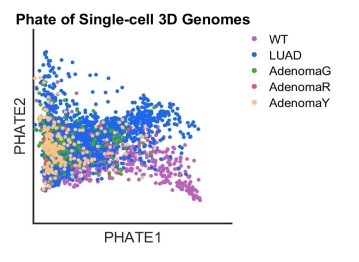 Phate of Single-cell 3D Genomes
WT
LUAD
AdenomaG
AdenomaR
AdenomaY
PHATE2
PHATE1